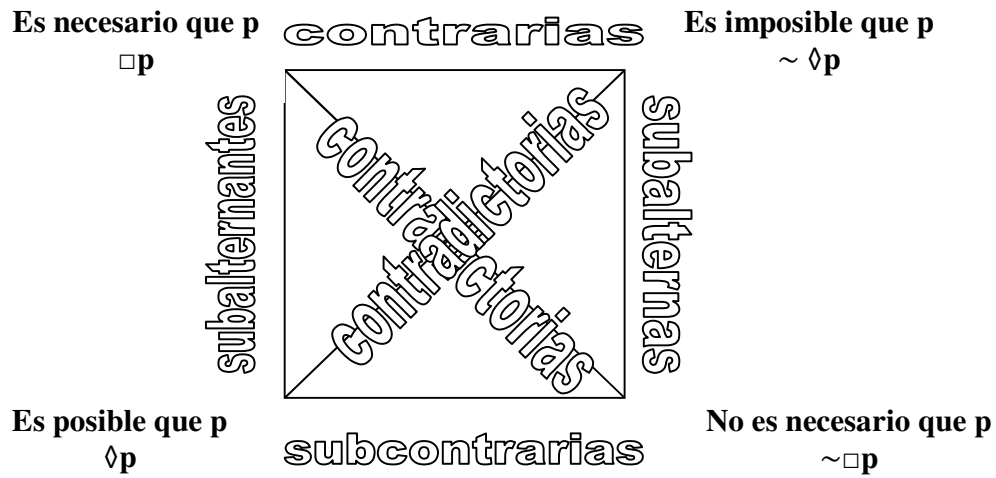 Es necesario que p
□p
contrarias
Es imposible que p
~ ◊p
subalternantes
contradictorias
contradictorias
subalternas
Es posible que p
◊p
subcontrarias
No es necesario que p
~□p